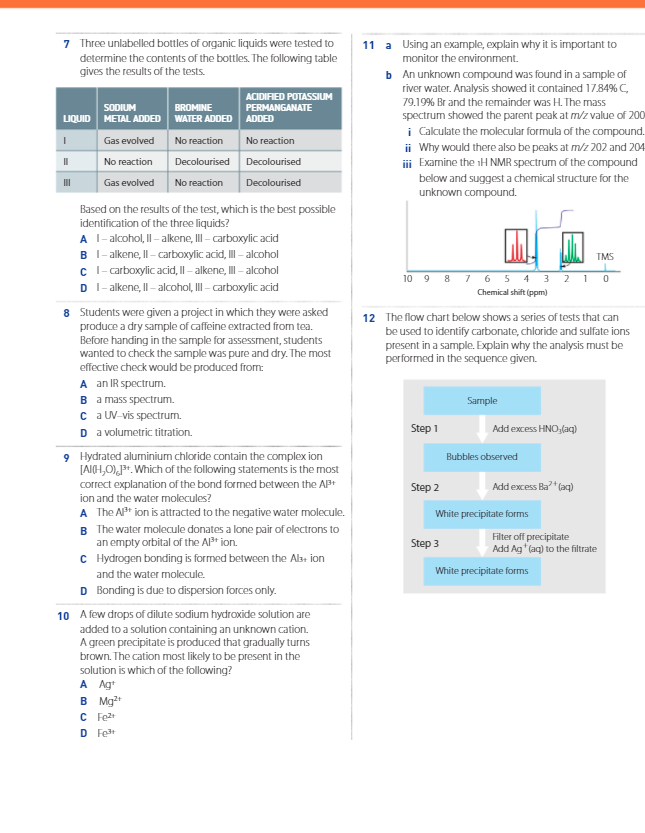 7 Three unlabelled bottles of organic liquids were tested to
determine the contents of the bottles. The following table
gives the results of the tests.
LIQUID SODIUM METAL ADDED BROMINE WATER ADDED ACIDIFIED POTASSIUM PERMANGANATE ADDED
I Gas evolved No reaction No reaction
II No reaction Decolourised Decolourised
III Gas evolved No reaction Decolourised
Based on the results of the test, which is the best possible
identification of the three liquids?
A I – alcohol, II – alkene, III – carboxylic acid
B I – alkene, II – carboxylic acid, III – alcohol
C I – carboxylic acid, II – alkene, III – alcohol
D I – alkene, II – alcohol, III – carboxylic acid
8 Students were given a project in which they were asked
produce a dry sample of caffeine extracted from tea.
Before handing in the sample for assessment, students
wanted to check the sample was pure and dry. The most
effective check would be produced from:
A an IR spectrum.
B a mass spectrum.
C a UV–vis spectrum.
D a volumetric titration.
9 Hydrated aluminium chloride contain the complex ion
[Al(H₂O)₆]³⁺. Which of the following statements is the most
correct explanation of the bond formed between the Al³⁺
ion and the water molecules?
A The Al³⁺ ion is attracted to the negative water molecule.
B The water molecule donates a lone pair of electrons to
an empty orbital of the Al³⁺ ion.
C Hydrogen bonding is formed between the Al3+ ion
and the water molecule.
D Bonding is due to dispersion forces only.
10 A few drops of dilute sodium hydroxide solution are
added to a solution containing an unknown cation.
A green precipitate is produced that gradually turns
brown. The cation most likely to be present in the
solution is which of the following?
A Ag⁺
B Mg²⁺
C Fe²⁺
D Fe³⁺
11 a Using an example, explain why it is important to
monitor the environment.
b An unknown compound was found in a sample of
river water. Analysis showed it contained 17.84% C,
79.19% Br and the remainder was H. The mass
spectrum showed the parent peak at m/z value of 200
i Calculate the molecular formula of the compound.
ii Why would there also be peaks at m/z 202 and 204
iii Examine the 1H NMR spectrum of the compound
below and suggest a chemical structure for the
unknown compound.
TMS
10 9 8 7 6 5 4 3 2 1 0
Chemical shift (ppm)
12 The flow chart below shows a series of tests that can
be used to identify carbonate, chloride and sulfate ions
present in a sample. Explain why the analysis must be
performed in the sequence given.
Sample
Step 1 Add excess HNO₃(aq)
Bubbles observed
Step 2 Add excess Ba²⁺(aq)
White precipitate forms
Step 3 Filter off precipitate
Add Ag⁺(aq) to the filtrate
White precipitate forms